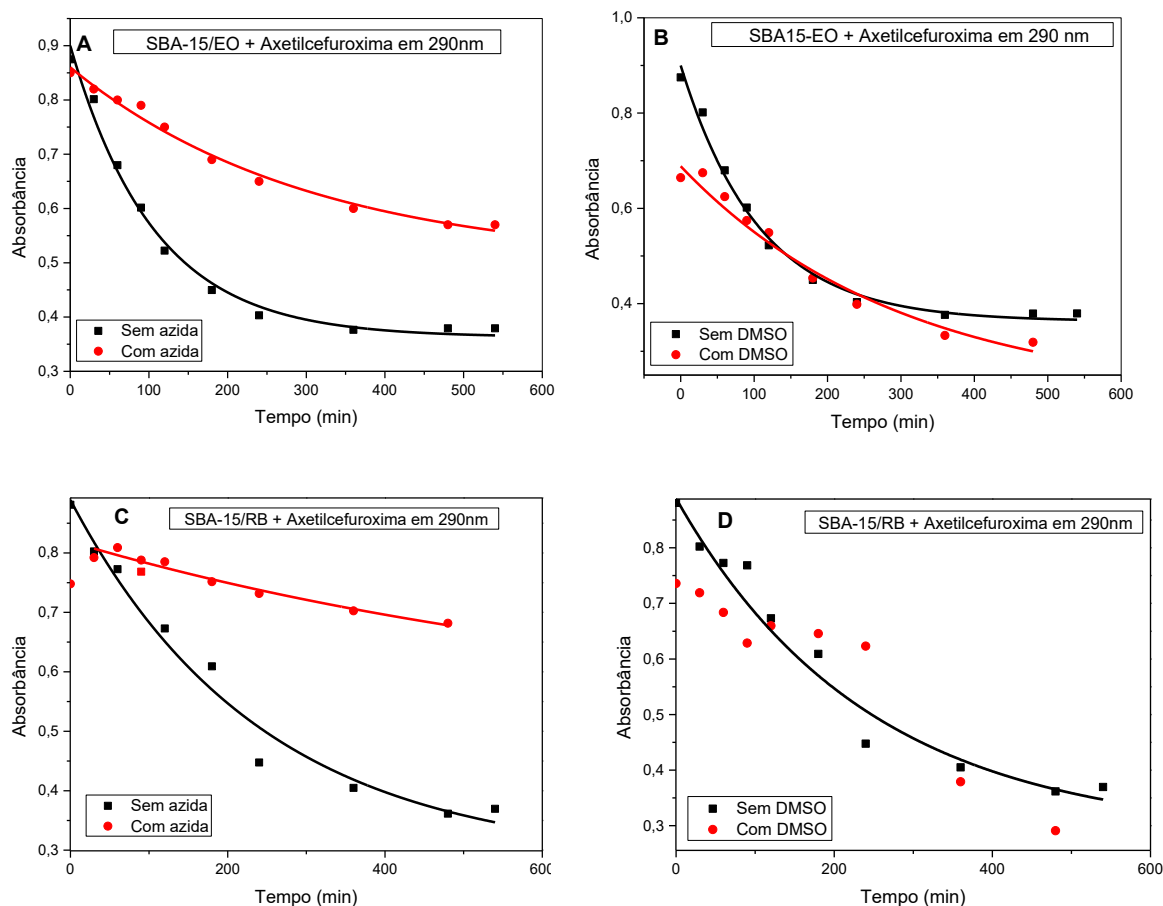 A
SBA-15/EO + Axetilcefuroxima em 290nm
Absorbância
0,9
0,8
0,7
0,6
0,5
0,4
0,3
Sem azida
Com azida
0 100 200 300 400 500 600
Tempo (min)
B
SBA15-EO + Axetilcefuroxima em 290 nm
Absorbância
1,0
0,8
0,6
0,4
Sem DMSO
Com DMSO
0 100 200 300 400 500 600
Tempo (min)
C
SBA-15/RB + Axetilcefuroxima em 290nm
Absorbância
0,8
0,7
0,6
0,5
0,4
0,3
Sem azida
Com azida
0 200 400 600
Tempo (min)
D
SBA-15/RB + Axetilcefuroxima em 290nm
Absorbância
0,8
0,7
0,6
0,5
0,4
0,3
Sem DMSO
Com DMSO
0 200 400 600
Tempo (min)